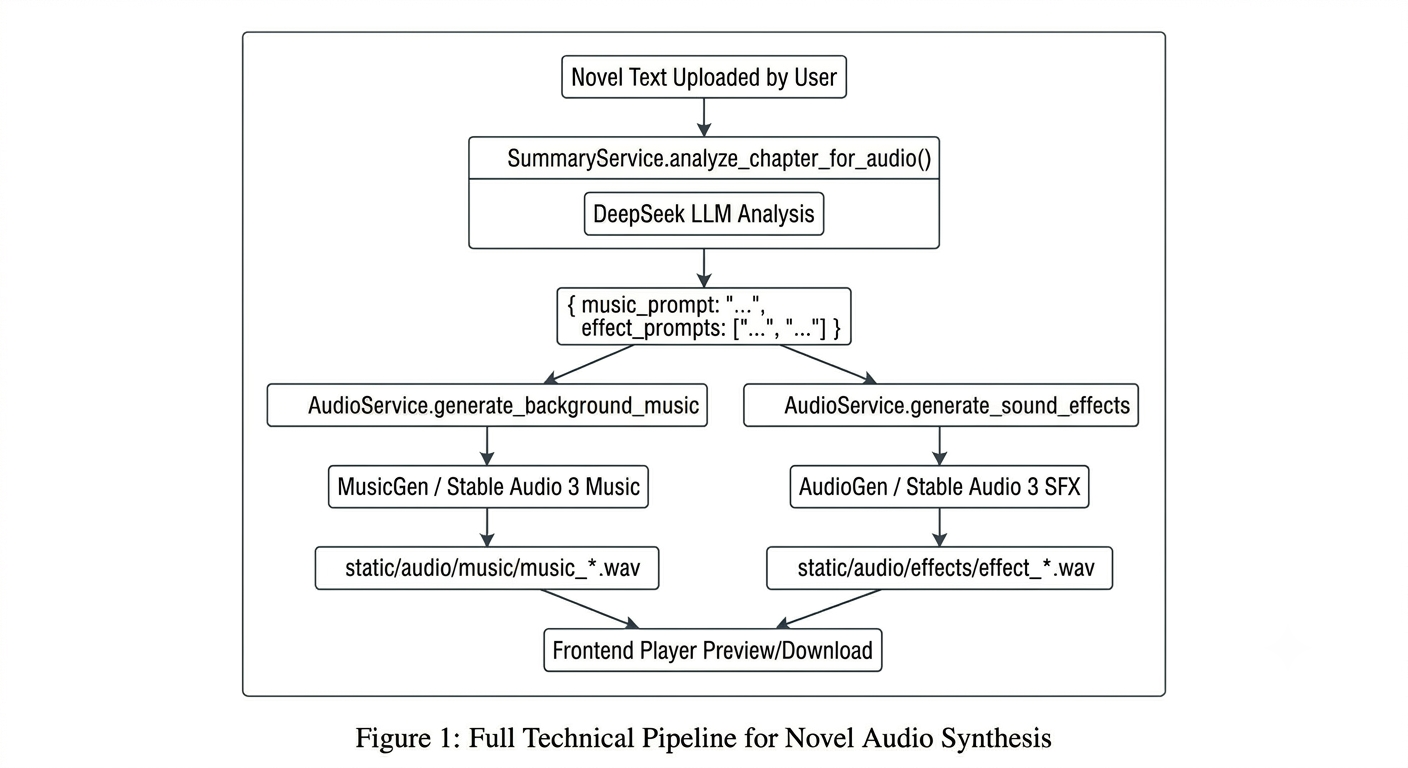 Novel Text Uploaded by User
SummaryService.analyze_chapter_for_audio()
DeepSeek LLM Analysis
{ music_prompt: "...",
effect_prompts: ["...", "..."] }
AudioService.generate_background_music
AudioService.generate_sound_effects
MusicGen / Stable Audio 3 Music
AudioGen / Stable Audio 3 SFX
static/audio/music/music_*.wav
static/audio/effects/effect_*.wav
Frontend Player Preview/Download
Figure 1: Full Technical Pipeline for Novel Audio Synthesis